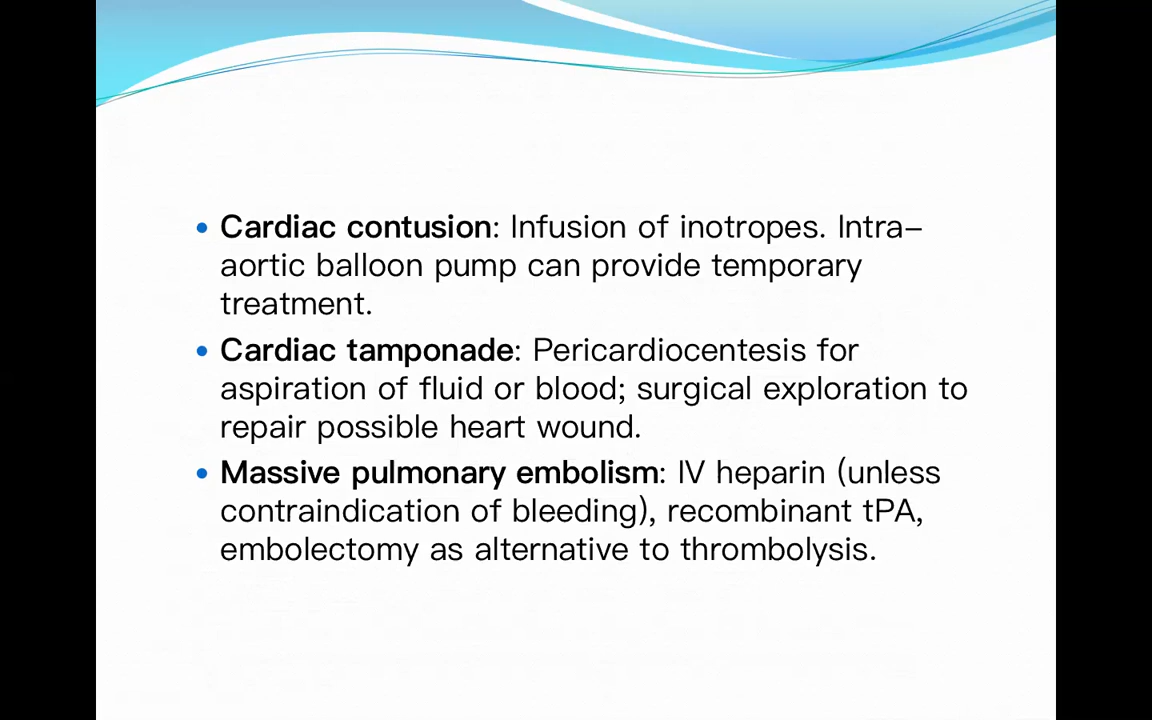 • Cardiac contusion: Infusion of inotropes. Intra–
aortic balloon pump can provide temporary
treatment.
• Cardiac tamponade: Pericardiocentesis for
aspiration of fluid or blood; surgical exploration to
repair possible heart wound.
• Massive pulmonary embolism: IV heparin (unless
contraindication of bleeding), recombinant tPA,
embolectomy as alternative to thrombolysis.